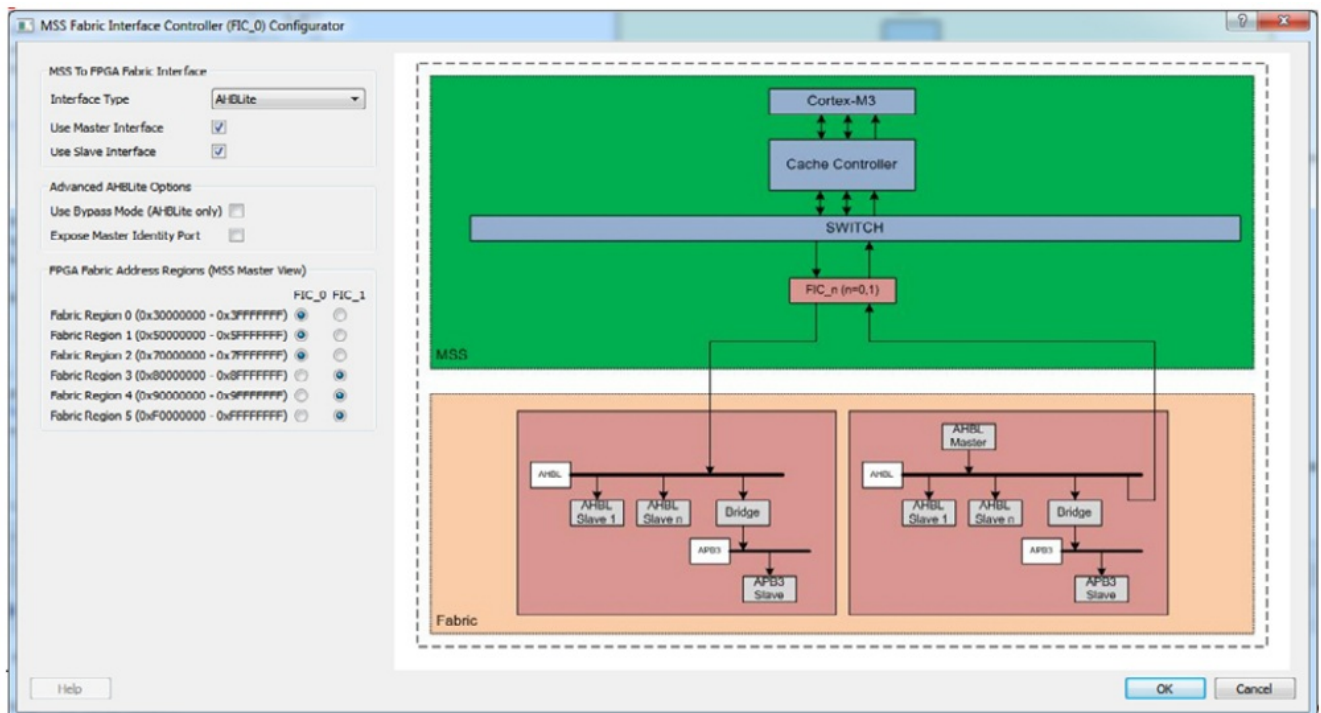 MSS Fabric Interface Controller (FIC_0) Configurator
MSS To FPGA Fabric Interface
Interface Type AHBLite
Use Master Interface
Use Slave Interface
Advanced AHBLite Options
Use Bypass Mode (AHBLite only)
Expose Master Identity Port
FPGA Fabric Address Regions (MSS Master View)
FIC_0 FIC_1
Fabric Region 0 (0x30000000 - 0x3FFFFFFF)
Fabric Region 1 (0x50000000 - 0x5FFFFFFF)
Fabric Region 2 (0x70000000 - 0x7FFFFFFF)
Fabric Region 3 (0x80000000 - 0x8FFFFFFF)
Fabric Region 4 (0x90000000 - 0x9FFFFFFF)
Fabric Region 5 (0xF0000000 - 0xFFFFFFFF)
Cortex-M3
Cache Controller
SWITCH
FIC_n (n=0,1)
MSS
AHBL
AHBL
Slave 1
AHBL
Slave n
Bridge
APB3
APB3
Slave
AHBL
Master
AHBL
AHBL
Slave 1
AHBL
Slave n
Bridge
APB3
APB3
Slave
Fabric
Help
OK
Cancel